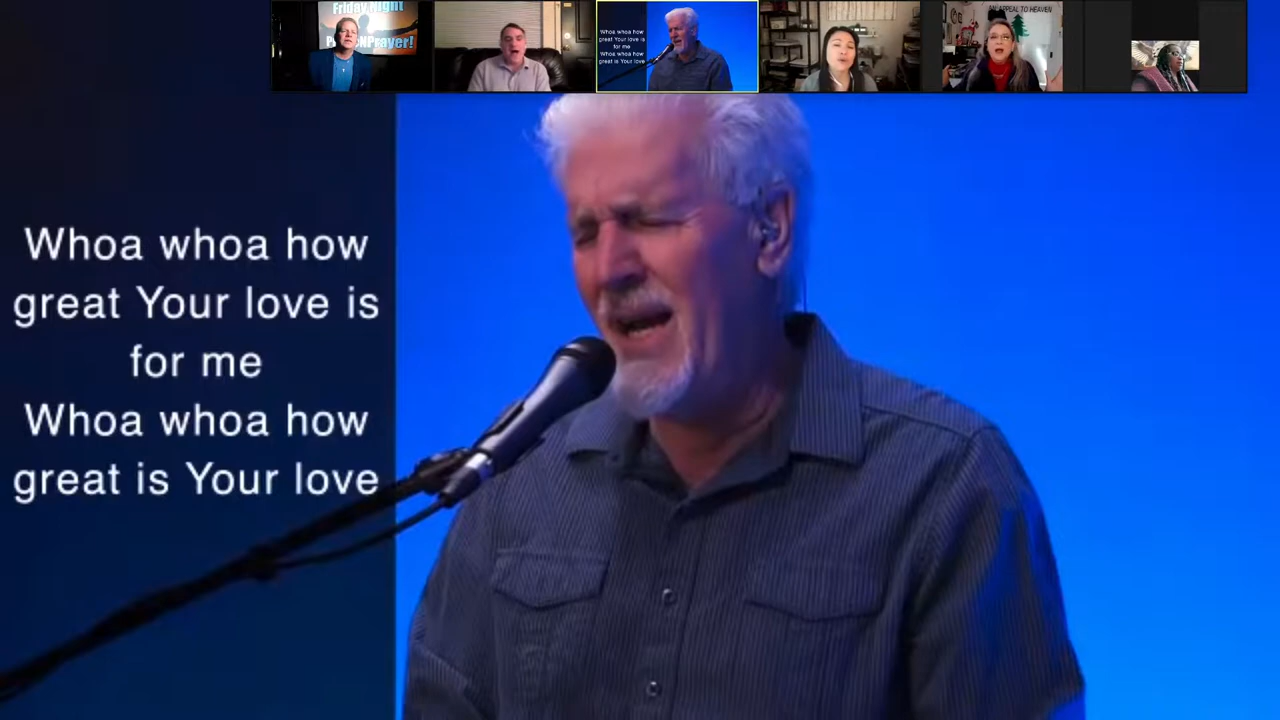 Friday Night
AN APPEAL TO HEAVEN
Whoa whoa how
great Your love is
for me
Whoa whoa how
great is Your love
Whoa whoa how
great Your love is
for me
Whoa whoa how
great is Your love